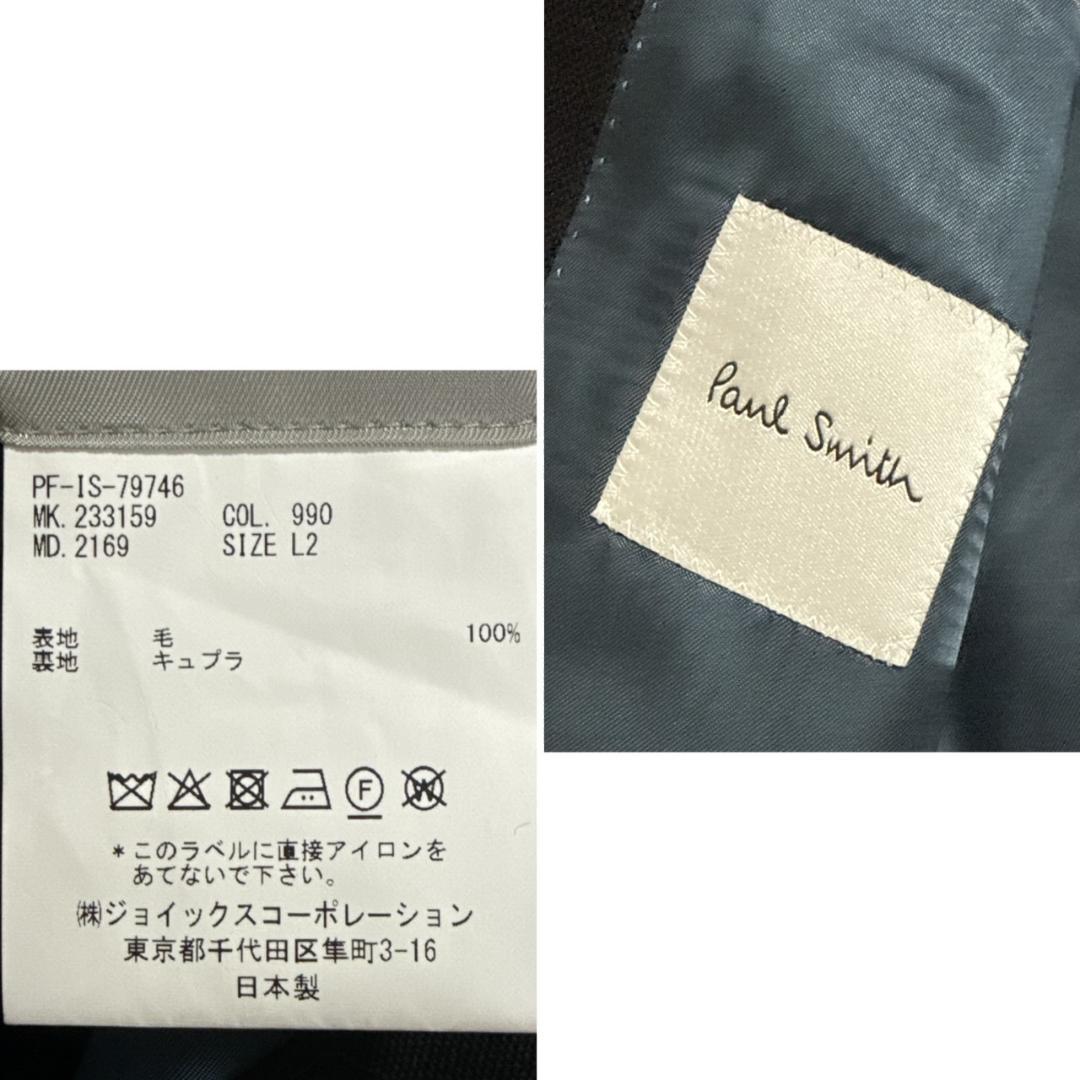 PF-IS-79746
MK. 233159 COL. 990
MD. 2169 SIZE L2
表地 毛 100%
裏地 キュプラ
F
W
*このラベルに直接アイロンを
あてないで下さい。
㈱ジョイックスコーポレーション
東京都千代田区隼町3-16
日本製
Paul Smith